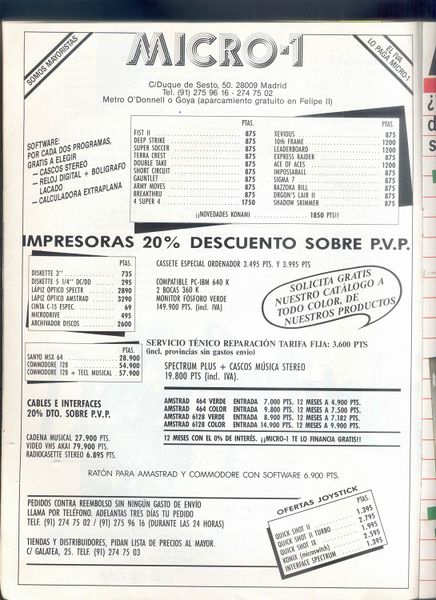 SOMOS MAYORISTAS
MICRO-1
EL IVA
LO PAGA MICRO-1
C/Duque de Sesto, 50. 28009 Madrid
Tel. (91) 275 96 16 - 274 75 02
Metro O'Donnell o Goya (aparcamiento gratuito en Felipe II)
SOFTWARE:
POR CADA DOS PROGRAMAS,
GRATIS A ELEGIR
— CASCOS STEREO
— RELOJ DIGITAL + BOLIGRAFO
LACADO
— CALCULADORA EXTRAPLANA
PTAS.
FIST II 875
DEEP STRIKE 875
SUPER SOCCER 875
TERRA CREST 875
DOUBLE TAKE 875
SHORT CIRCUIT 875
GAUNTLET 875
ARMY MOVES 875
BREAKTHRU 875
4 SUPER 4 1750
PTAS.
XEVIOUS 875
10th FRAME 1200
LEADERBOARD 1200
EXPRESS RAIDER 875
ACE OF ACES 1200
IMPOSSABALL 875
SIGMA 7 875
BAZZOKA BILL 875
DRGON'S LAIR II 875
SHADOW SKIMMER 875
¡¡NOVEDADES KONAMI 1850 PTS!!
IMPRESORAS 20% DESCUENTO SOBRE P.V.P.
PTAS.
DISKETTE 3" 735
DISKETTE 5 1/4" DC/DD 295
LAPIZ OPTICO SPECTR 2890
LAPIZ OPTICO AMSTRAD 3290
CINTA C-15 ESPEC. 69
MICRODRIVE 495
ARCHIVADOR DISCOS 2600
CASSETE ESPECIAL ORDENADOR 3.495 PTS. Y 3.995 PTS
COMPATIBLE PC-IBM 640 K
2 BOCAS 360 K
MONITOR FÓSFORO VERDE
149.900 PTS. (incl. IVA)
SOLICITA GRATIS
NUESTRO CATÁLOGO A
TODO COLOR, DE
NUESTROS PRODUCTOS
PTAS.
SANYO MSX 64 28.900
COMMODORE 128 54.900
COMMODORE 128 + TECL MUSICAL 57.900
SERVICIO TÉCNICO REPARACIÓN TARIFA FIJA: 3.600 PTS
(incl. provincias sin gastos envio)
SPECTRUM PLUS + CASCOS MÚSICA STEREO
19.800 PTS (incl. IVA).
CABLES E INTERFACES
20% DTO. SOBRE P.V.P.
AMSTRAD 464 VERDE ENTRADA 7.000 PTS. 12 MESES A 4.900 PTS.
AMSTRAD 464 COLOR ENTRADA 9.800 PTS. 12 MESES A 7.500 PTS.
AMSTRAD 6128 VERDE ENTRADA 8.900 PTS. 12 MESES A 7.182 PTS.
AMSTRAD 6128 COLOR ENTRADA 14.900 PTS. 12 MESES A 9.900 PTS.
12 MESES CON EL 0% DE INTERÉS. ¡¡MICRO-1 TE LO FINANCIA GRATIS!!
CADENA MUSICAL 27.900 PTS.
VIDEO VHS AKAI 79.900 PTS.
RADIOCASETTE STEREO 6.895 PTS.
RATÓN PARA AMASTRAD Y COMMODORE CON SOFTWARE 6.900 PTS.
PEDIDOS CONTRA REEMBOLSO SIN NINGÚN GASTO DE ENVÍO
LLAMA POR TELÉFONO. ADELANTAS TRES DÍAS TU PEDIDO
TELF. (91) 274 75 02 / (91) 275 96 16 (DURANTE LAS 24 HORAS)
TIENDAS Y DISTRIBUIDORES, PIDAN LISTA DE PRECIOS AL MAYOR.
C/ GALATEA, 25. TELF. (91) 274 75 03
OFERTAS JOYSTICK
PTAS.
QUICK SHOT II 1.395
QUICK SHOT II TURBO 2.795
QUICK SHOT IX 1.995
KONIX (microswitch) 2.595
INTERFACE SPECTRUM 1.395